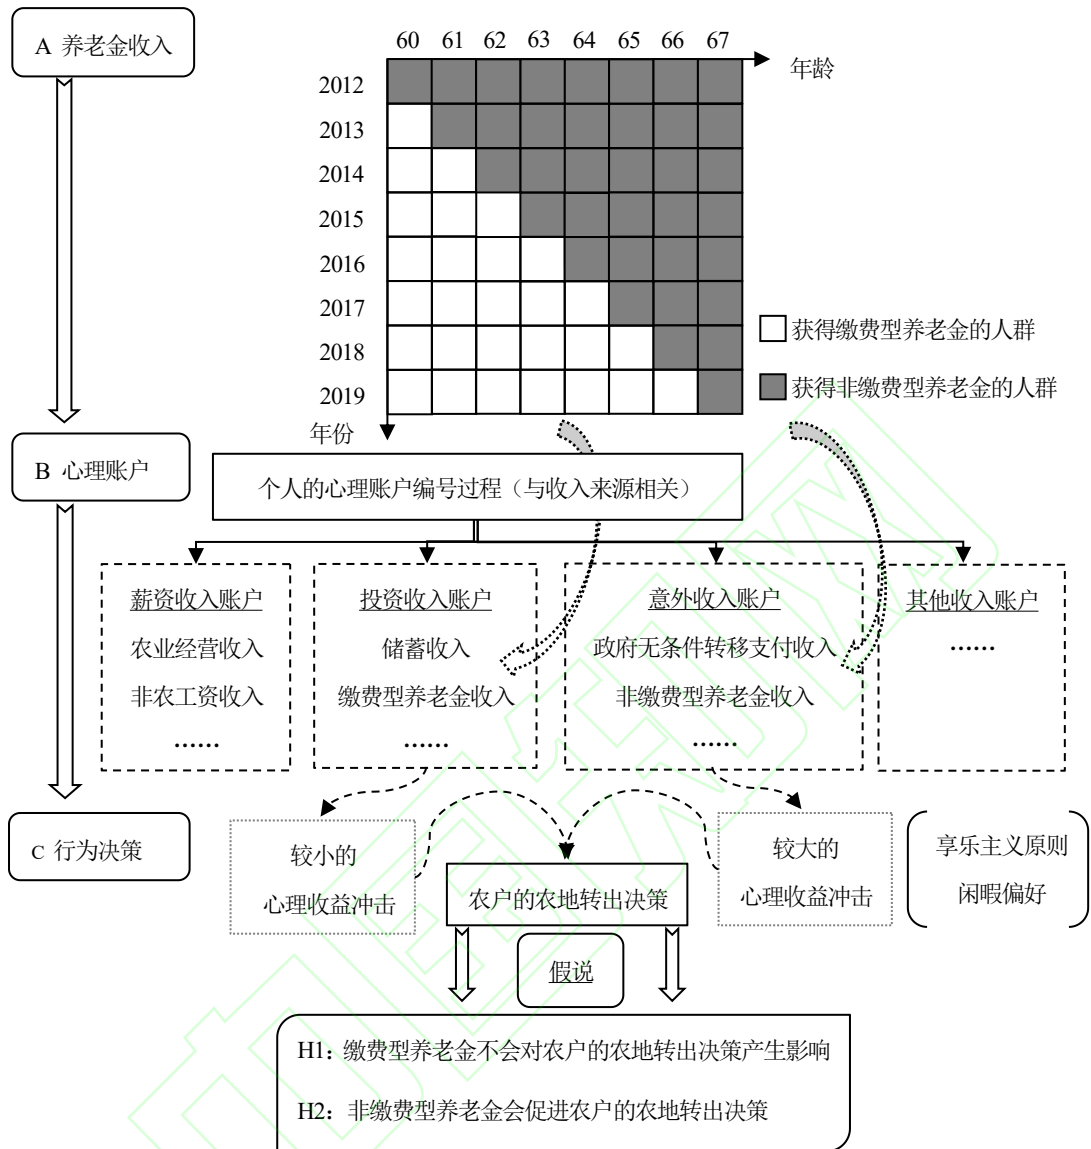 A 养老金收入
60 61 62 63 64 65 66 67
年龄
2012
2013
2014
2015
2016
2017
2018
2019
年份
获得缴费型养老金的人群
获得非缴费型养老金的人群
B 心理账户
个人的心理账户编号过程（与收入来源相关）
薪资收入账户
农业经营收入
非农工资收入
......
投资收入账户
储蓄收入
缴费型养老金收入
......
意外收入账户
政府无条件转移支付收入
非缴费型养老金收入
......
其他收入账户
......
C 行为决策
较小的
心理收益冲击
农户的农地转出决策
较大的
心理收益冲击
享乐主义原则
闲暇偏好
假说
H1：缴费型养老金不会对农户的农地转出决策产生影响
H2：非缴费型养老金会促进农户的农地转出决策